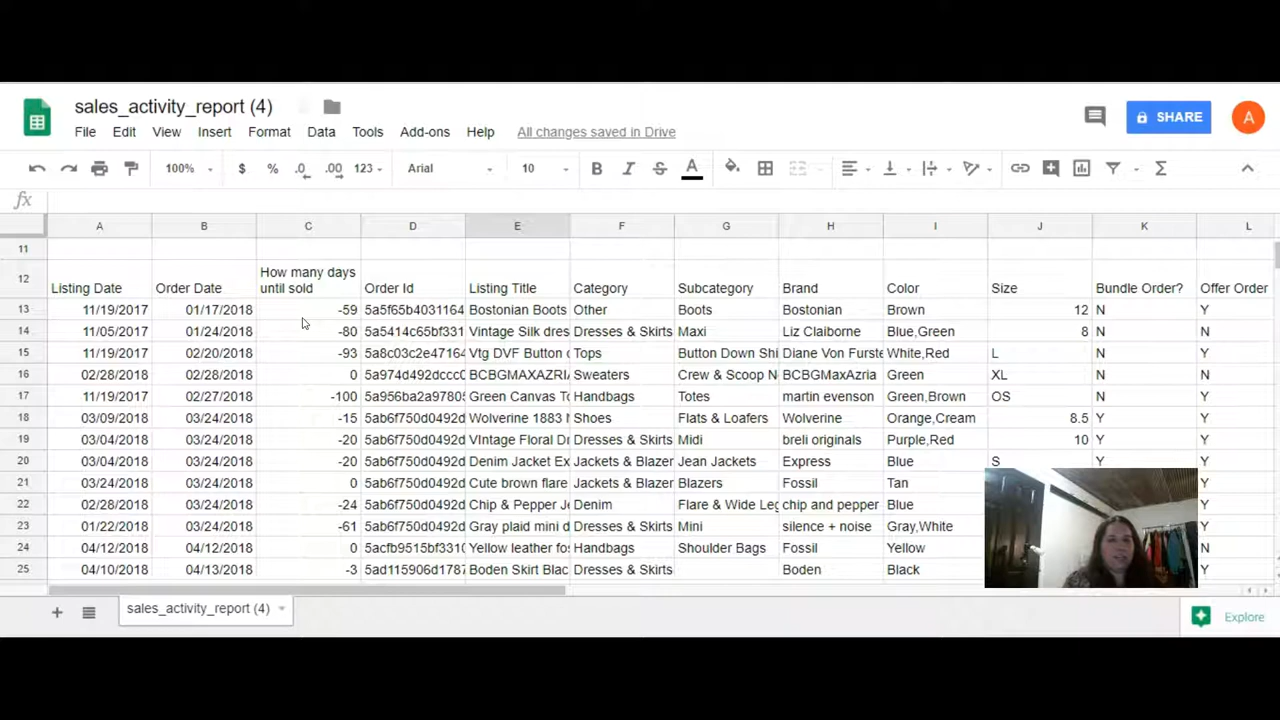 sales_activity_report (4)
File Edit View Insert Format Data Tools Add-ons Help All changes saved in Drive
SHARE A
100% $ % .0 .00 123 Arial 10 B I S A
fx
A B C D E F G H I J K L
11
12 Listing Date Order Date How many days until sold Order Id Listing Title Category Subcategory Brand Color Size Bundle Order? Offer Order
13 11/19/2017 01/17/2018 -59 5a5f65b4031164 Bostonian Boots Other Boots Bostonian Brown 12 N Y
14 11/05/2017 01/24/2018 -80 5a5414c65bf331 Vintage Silk dres Dresses & Skirts Maxi Liz Claiborne Blue,Green 8 N N
15 11/19/2017 02/20/2018 -93 5a8c03c2e47164 Vtg DVF Button Tops Button Down Shi Diane Von Furste White,Red L N Y
16 02/28/2018 02/28/2018 0 5a974d492dccc BCBGMAXAZRI Sweaters Crew & Scoop N BCBGMaxAzria Green XL N N
17 11/19/2017 02/27/2018 -100 5a956ba2a9780 Green Canvas To Handbags Totes martin evenson Green,Brown OS N Y
18 03/09/2018 03/24/2018 -15 5ab6f750d0492d Wolverine 1883 Shoes Flats & Loafers Wolverine Orange,Cream 8.5 Y Y
19 03/04/2018 03/24/2018 -20 5ab6f750d0492d VIntage Floral Dr Dresses & Skirts Midi breli originals Purple,Red 10 Y Y
20 03/04/2018 03/24/2018 -20 5ab6f750d0492d Denim Jacket Ex Jackets & Blazer Jean Jackets Express Blue S Y Y
21 03/24/2018 03/24/2018 0 5ab6f750d0492d Cute brown flare Jackets & Blazer Blazers Fossil Tan Y
22 02/28/2018 03/24/2018 -24 5ab6f750d0492d Chip & Pepper Je Denim Flare & Wide Leg chip and pepper Blue Y
23 01/22/2018 03/24/2018 -61 5ab6f750d0492d Gray plaid mini d Dresses & Skirts Mini silence + noise Gray,White Y
24 04/12/2018 04/12/2018 0 5acfb9515bf331 Yellow leather fos Handbags Shoulder Bags Fossil Yellow N
25 04/10/2018 04/13/2018 -3 5ad115906d1787 Boden Skirt Blac Dresses & Skirts Boden Black Y
sales_activity_report (4) Explore